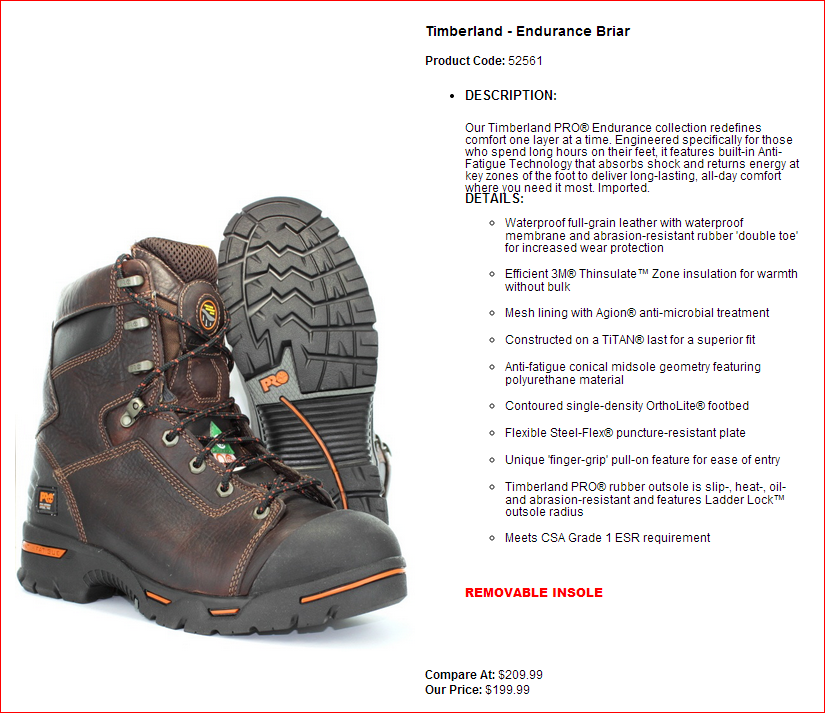 Timberland - Endurance Briar
Product Code: 52561
• DESCRIPTION:
Our Timberland PRO® Endurance collection redefines
comfort one layer at a time. Engineered specifically for those
who spend long hours on their feet, it features built-in Anti-
Fatigue Technology that absorbs shock and returns energy at
key zones of the foot to deliver long-lasting, all-day comfort
where you need it most. Imported.
DETAILS:
◦ Waterproof full-grain leather with waterproof
membrane and abrasion-resistant rubber 'double toe'
for increased wear protection
◦ Efficient 3M® Thinsulate™ Zone insulation for warmth
without bulk
◦ Mesh lining with Agion® anti-microbial treatment
◦ Constructed on a TiTAN® last for a superior fit
◦ Anti-fatigue conical midsole geometry featuring
polyurethane material
◦ Contoured single-density OrthoLite® footbed
◦ Flexible Steel-Flex® puncture-resistant plate
◦ Unique 'finger-grip' pull-on feature for ease of entry
◦ Timberland PRO® rubber outsole is slip-, heat-, oil-
and abrasion-resistant and features Ladder Lock™
outsole radius
◦ Meets CSA Grade 1 ESR requirement
REMOVABLE INSOLE
Compare At: $209.99
Our Price: $199.99
PRO
PRO